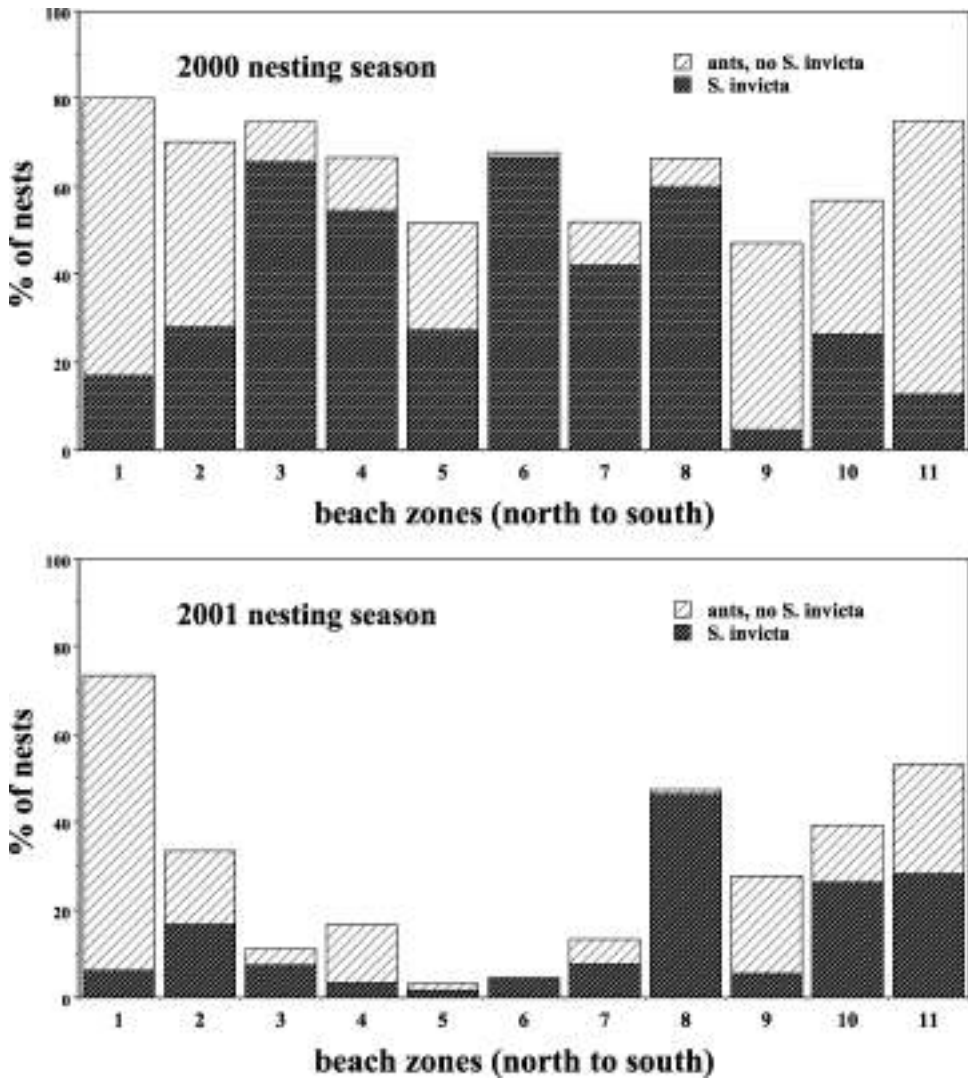 100
2000 nesting season
ants, no S. invicta
S. invicta
80
60
40
20
0
% of nests
1 2 3 4 5 6 7 8 9 10 11
beach zones (north to south)
100
2001 nesting season
ants, no S. invicta
S. invicta
80
60
40
20
0
% of nests
1 2 3 4 5 6 7 8 9 10 11
beach zones (north to south)